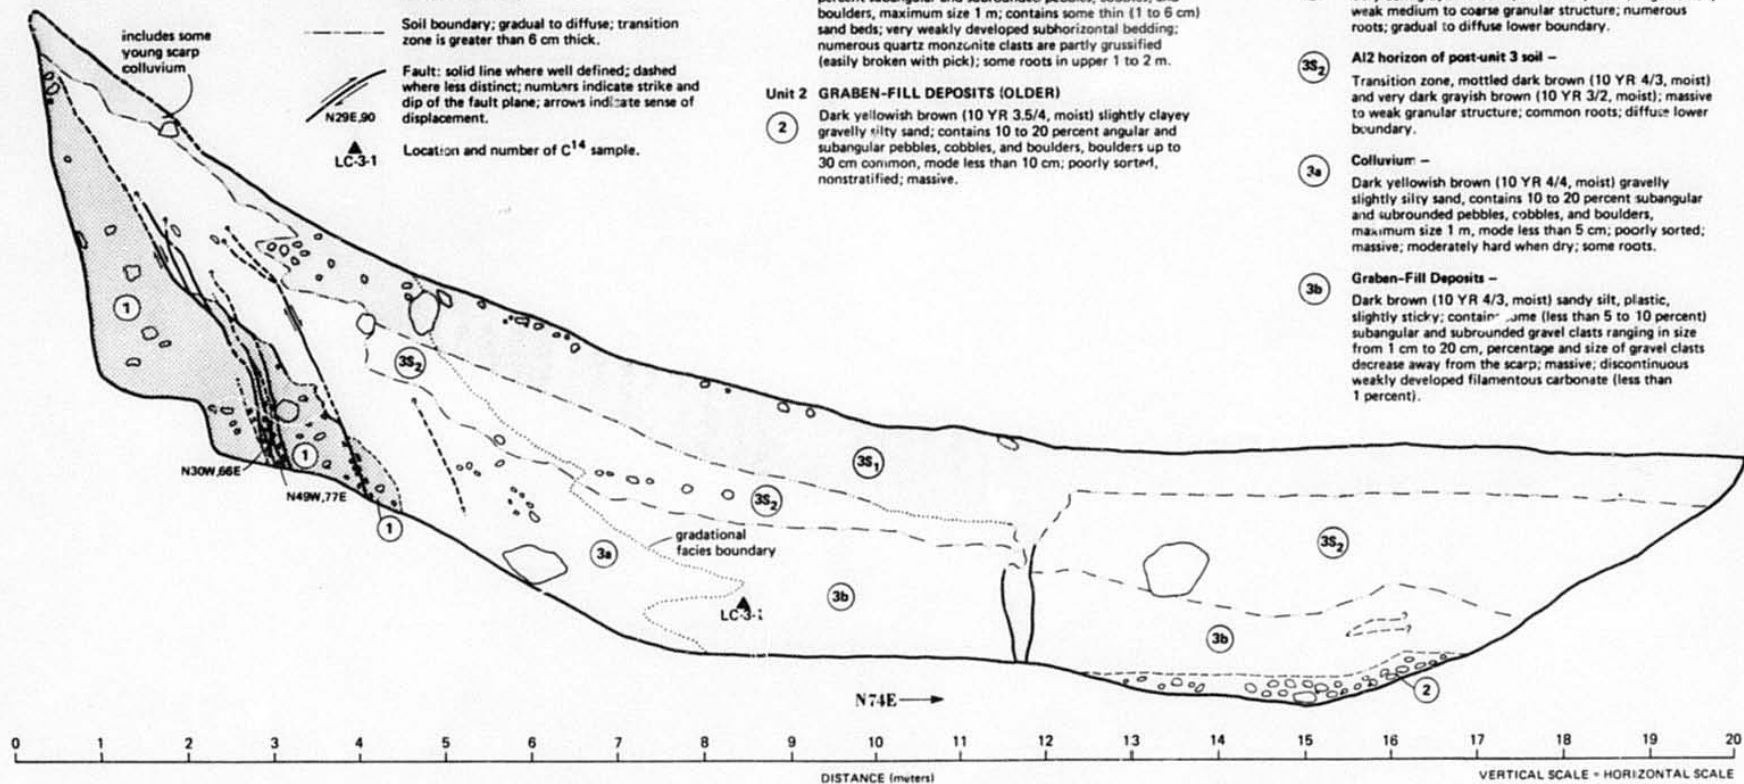 Soil boundary; gradual to diffuse; transition
zone is greater than 6 cm thick.
Fault: solid line where well defined; dashed
where less distinct; numbers indicate strike and
dip of the fault plane; arrows indicate sense of
displacement.
N29E,90
Location and number of C14 sample.
LC-3-1
includes some
young scarp
colluvium
percent subangular and subrounded pebbles, cobbles, and
boulders, maximum size 1 m; contains some thin (1 to 6 cm)
sand beds; very weakly developed subhorizontal bedding;
numerous quartz monzonite clasts are partly grussified
(easily broken with pick); some roots in upper 1 to 2 m.
Unit 2 GRABEN-FILL DEPOSITS (OLDER)
2
Dark yellowish brown (10 YR 3.5/4, moist) slightly clayey
gravelly silty sand; contains 10 to 20 percent angular and
subangular pebbles, cobbles, and boulders, boulders up to
30 cm common, mode less than 10 cm; poorly sorted,
nonstratified; massive.
weak medium to coarse granular structure; numerous
roots; gradual to diffuse lower boundary.
3S2
A12 horizon of post-unit 3 soil –
Transition zone, mottled dark brown (10 YR 4/3, moist)
and very dark grayish brown (10 YR 3/2, moist); massive
to weak granular structure; common roots; diffuse lower
boundary.
3a
Colluvium –
Dark yellowish brown (10 YR 4/4, moist) gravelly
slightly silty sand, contains 10 to 20 percent subangular
and subrounded pebbles, cobbles, and boulders,
maximum size 1 m, mode less than 5 cm; poorly sorted;
massive; moderately hard when dry; some roots.
3b
Graben-Fill Deposits –
Dark brown (10 YR 4/3, moist) sandy silt, plastic,
slightly sticky; contains some (less than 5 to 10 percent)
subangular and subrounded gravel clasts ranging in size
from 1 cm to 20 cm, percentage and size of gravel clasts
decrease away from the scarp; massive; discontinuous
weakly developed filamentous carbonate (less than
1 percent).
1
3S2
1
N30W,66E
N49W,77E
1
3S1
3S2
3S2
gradational
facies boundary
3a
3b
LC-3-1
3b
?
?
2
N74E
0 1 2 3 4 5 6 7 8 9 10 11 12 13 14 15 16 17 18 19 20
DISTANCE (meters)
VERTICAL SCALE = HORIZONTAL SCALE